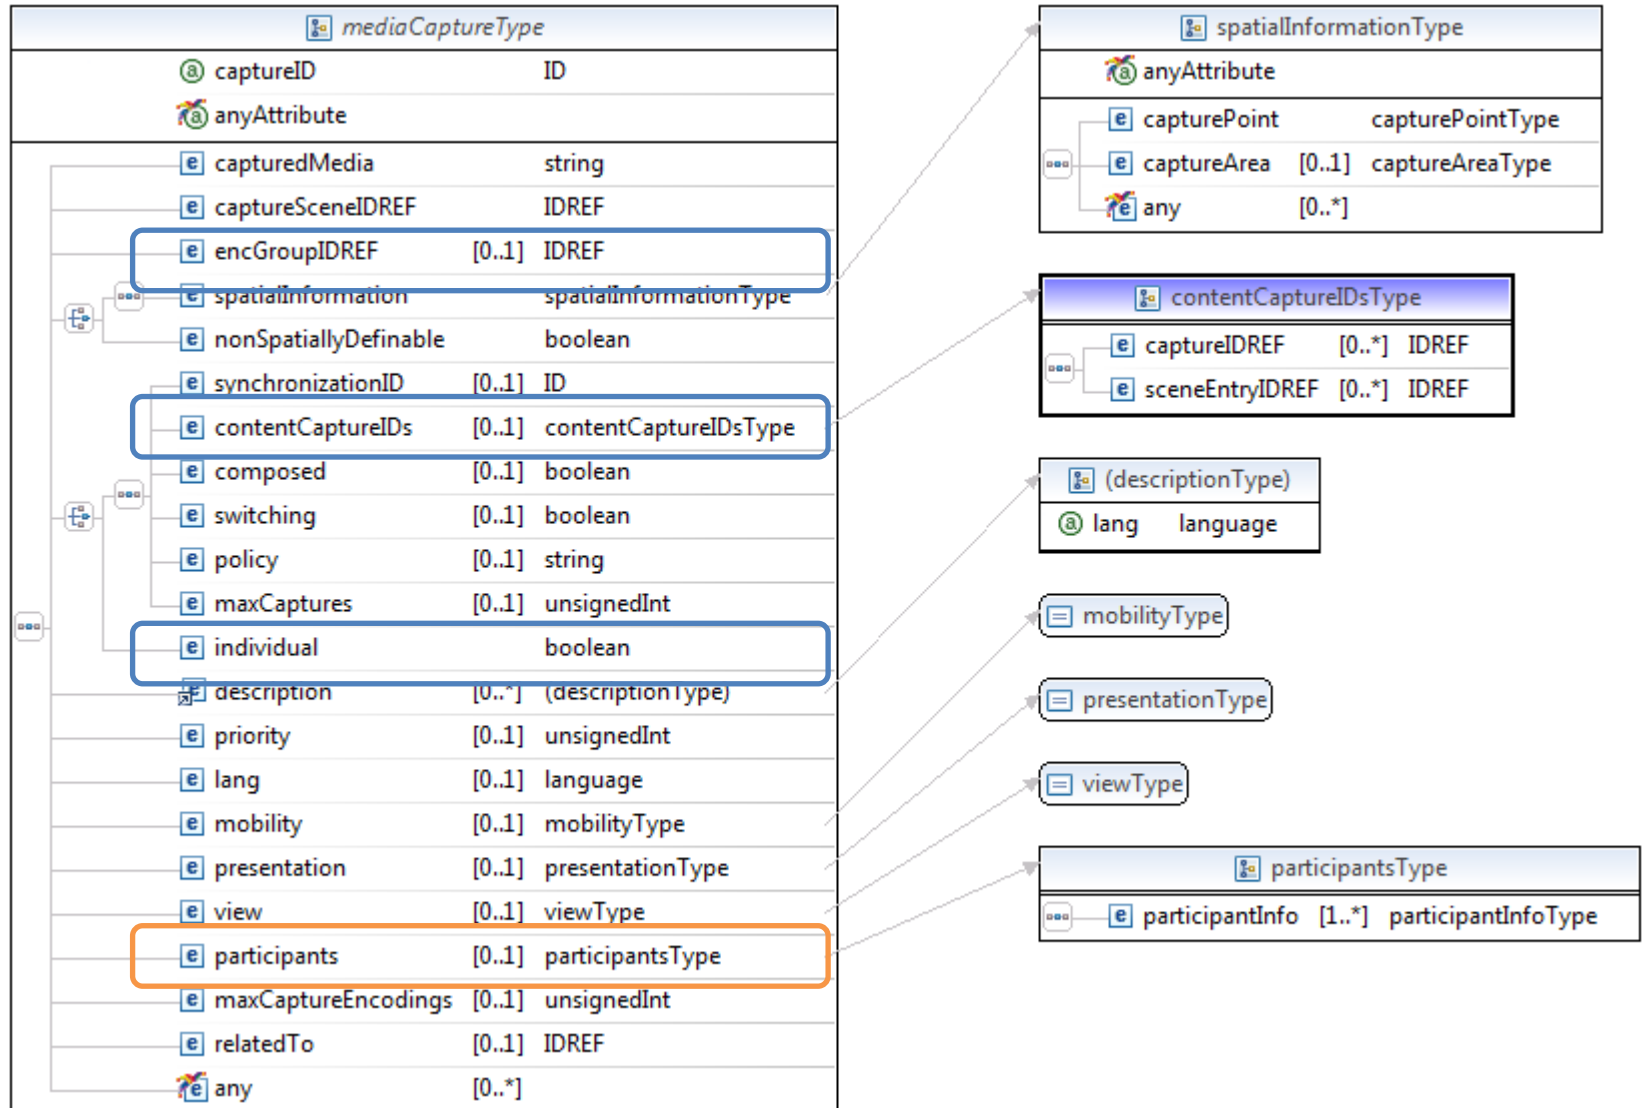 mediaCaptureType
captureID ID
anyAttribute
capturedMedia string
captureSceneIDREF IDREF
encGroupIDREF [0..1] IDREF
spatialInformation spatialInformationType
nonSpatiallyDefinable boolean
synchronizationID [0..1] ID
contentCaptureIDs [0..1] contentCaptureIDsType
composed [0..1] boolean
switching [0..1] boolean
policy [0..1] string
maxCaptures [0..1] unsignedInt
individual boolean
description [0..*] (descriptionType)
priority [0..1] unsignedInt
lang [0..1] language
mobility [0..1] mobilityType
presentation [0..1] presentationType
view [0..1] viewType
participants [0..1] participantsType
maxCaptureEncodings [0..1] unsignedInt
relatedTo [0..1] IDREF
any [0..*]
spatialInformationType
anyAttribute
capturePoint capturePointType
captureArea [0..1] captureAreaType
any [0..*]
contentCaptureIDsType
captureIDREF [0..*] IDREF
sceneEntryIDREF [0..*] IDREF
(descriptionType)
lang language
mobilityType
presentationType
viewType
participantsType
participantInfo [1..*] participantInfoType